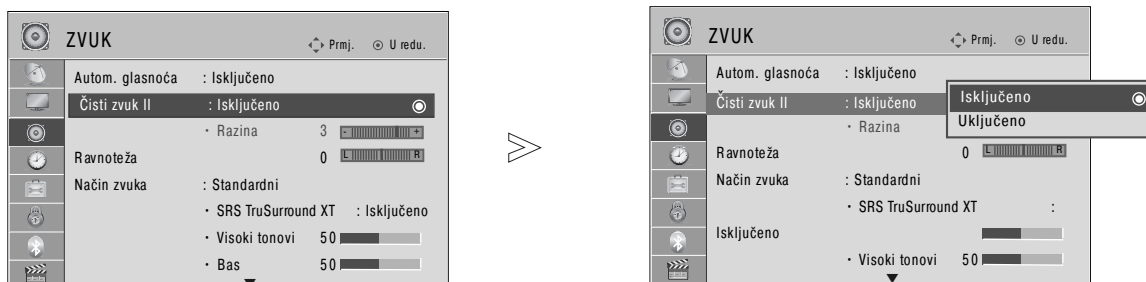 ZVUK
Prmj. U redu.
Autom. glasnoća : Isključeno
Čisti zvuk II : Isključeno
• Razina 3 - +
Ravnoteža 0 L R
Način zvuka : Standardni
• SRS TruSurround XT : Isključeno
• Visoki tonovi 50
• Bas 50
ZVUK
Prmj. U redu.
Autom. glasnoća : Isključeno
Čisti zvuk II : Isključeno
Isključeno
Uključeno
• Razina
Ravnoteža 0 L R
Način zvuka : Standardni
• SRS TruSurround XT :
Isključeno
• Visoki tonovi 50